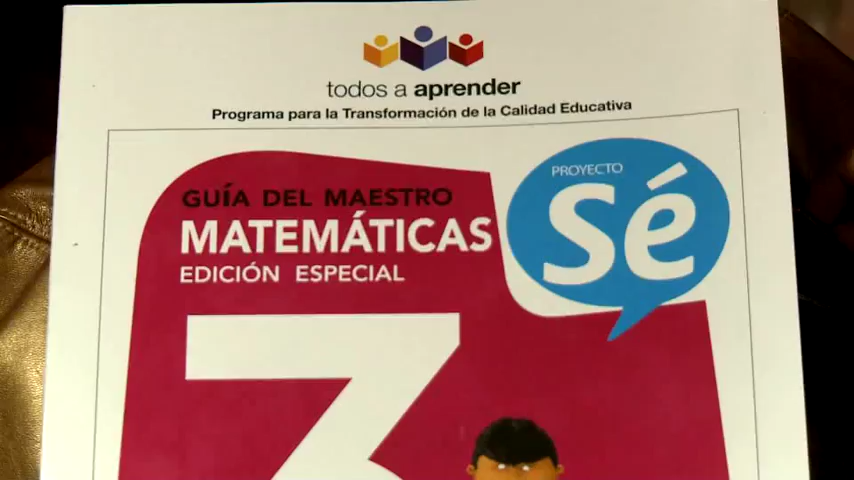 todos a aprender
Programa para la Transformación de la Calidad Educativa
PROYECTO
Sé
GUÍA DEL MAESTRO
MATEMÁTICAS
EDICIÓN ESPECIAL
3